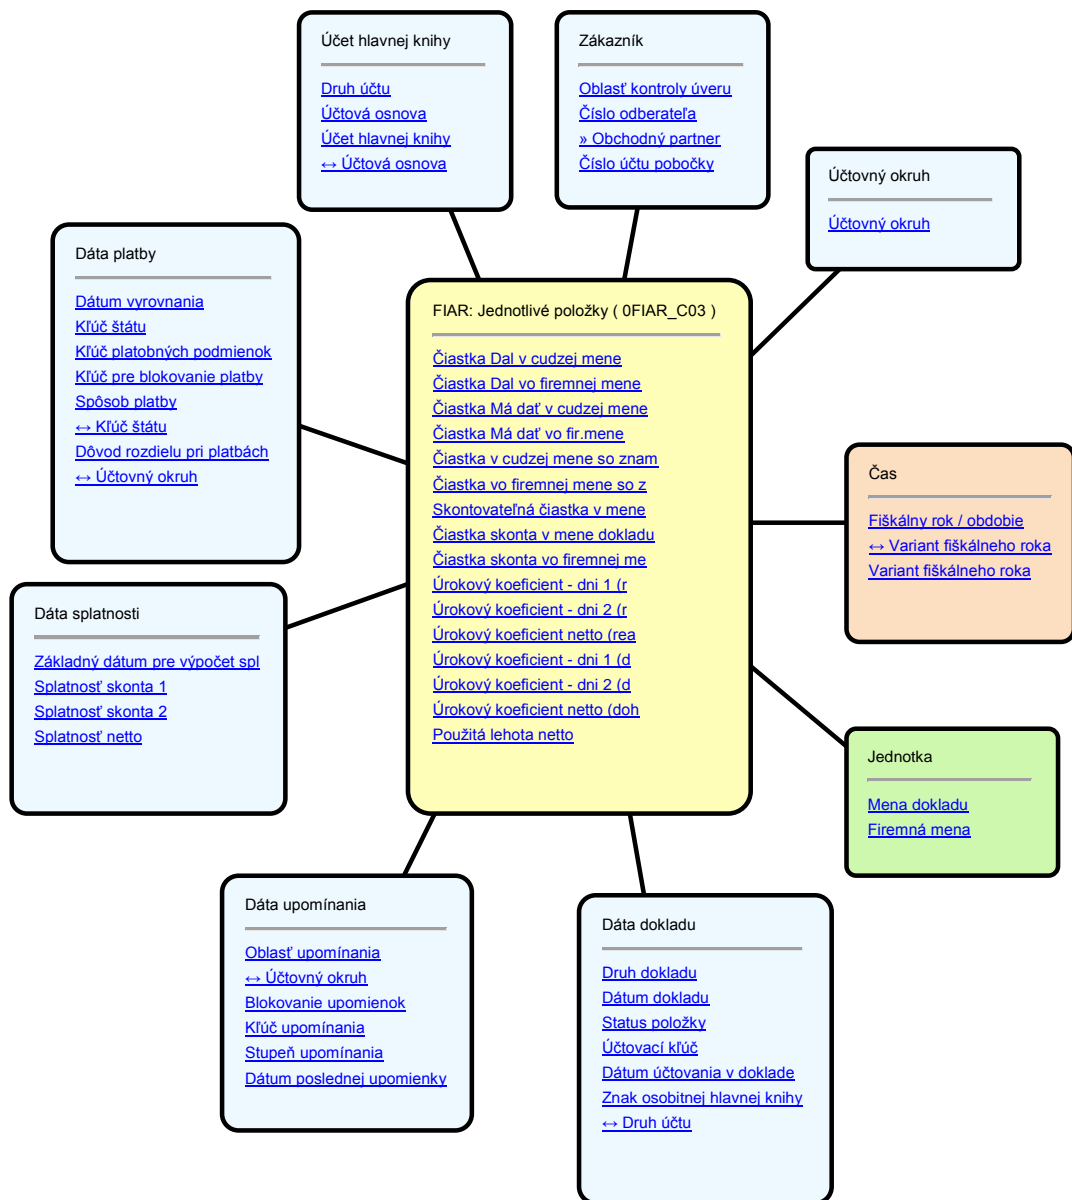 Účet hlavnej knihy
Druh účtu
Účtová osnova
Účet hlavnej knihy
↔ Účtová osnova
Zákazník
Oblasť kontroly úveru
Číslo odberateľa
» Obchodný partner
Číslo účtu pobočky
Účtovný okruh
Účtovný okruh
Dáta platby
Dátum vyrovnania
Kľúč štátu
Kľúč platobných podmienok
Kľúč pre blokovanie platby
Spôsob platby
↔ Kľúč štátu
Dôvod rozdielu pri platbách
↔ Účtovný okruh
FIAR: Jednotlivé položky ( 0FIAR_C03 )
Čiastka Dal v cudzej mene
Čiastka Dal vo firemnej mene
Čiastka Má dať v cudzej mene
Čiastka Má dať vo fir.mene
Čiastka v cudzej mene so znam
Čiastka vo firemnej mene so z
Skontovateľná čiastka v mene
Čiastka skonta v mene dokladu
Čiastka skonta vo firemnej me
Úrokový koeficient - dni 1 (r
Úrokový koeficient - dni 2 (r
Úrokový koeficient netto (rea
Úrokový koeficient - dni 1 (d
Úrokový koeficient - dni 2 (d
Úrokový koeficient netto (doh
Použitá lehota netto
Čas
Fiškálny rok / obdobie
↔ Variant fiškálneho roka
Variant fiškálneho roka
Dáta splatnosti
Základný dátum pre výpočet spl
Splatnosť skonta 1
Splatnosť skonta 2
Splatnosť netto
Jednotka
Mena dokladu
Firemná mena
Dáta upomínania
Oblasť upomínania
↔ Účtovný okruh
Blokovanie upomienok
Kľúč upomínania
Stupeň upomínania
Dátum poslednej upomienky
Dáta dokladu
Druh dokladu
Dátum dokladu
Status položky
Účtovací kľúč
Dátum účtovania v doklade
Znak osobitnej hlavnej knihy
↔ Druh účtu